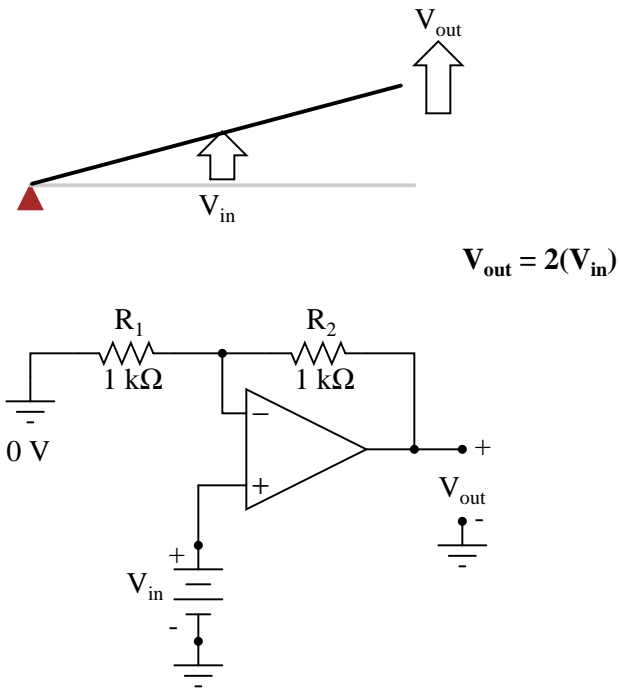 Vout
Vin
Vout = 2(Vin)
R1
R2
1 kΩ
1 kΩ
−
0 V
+
+
Vout
-
+
Vin
-